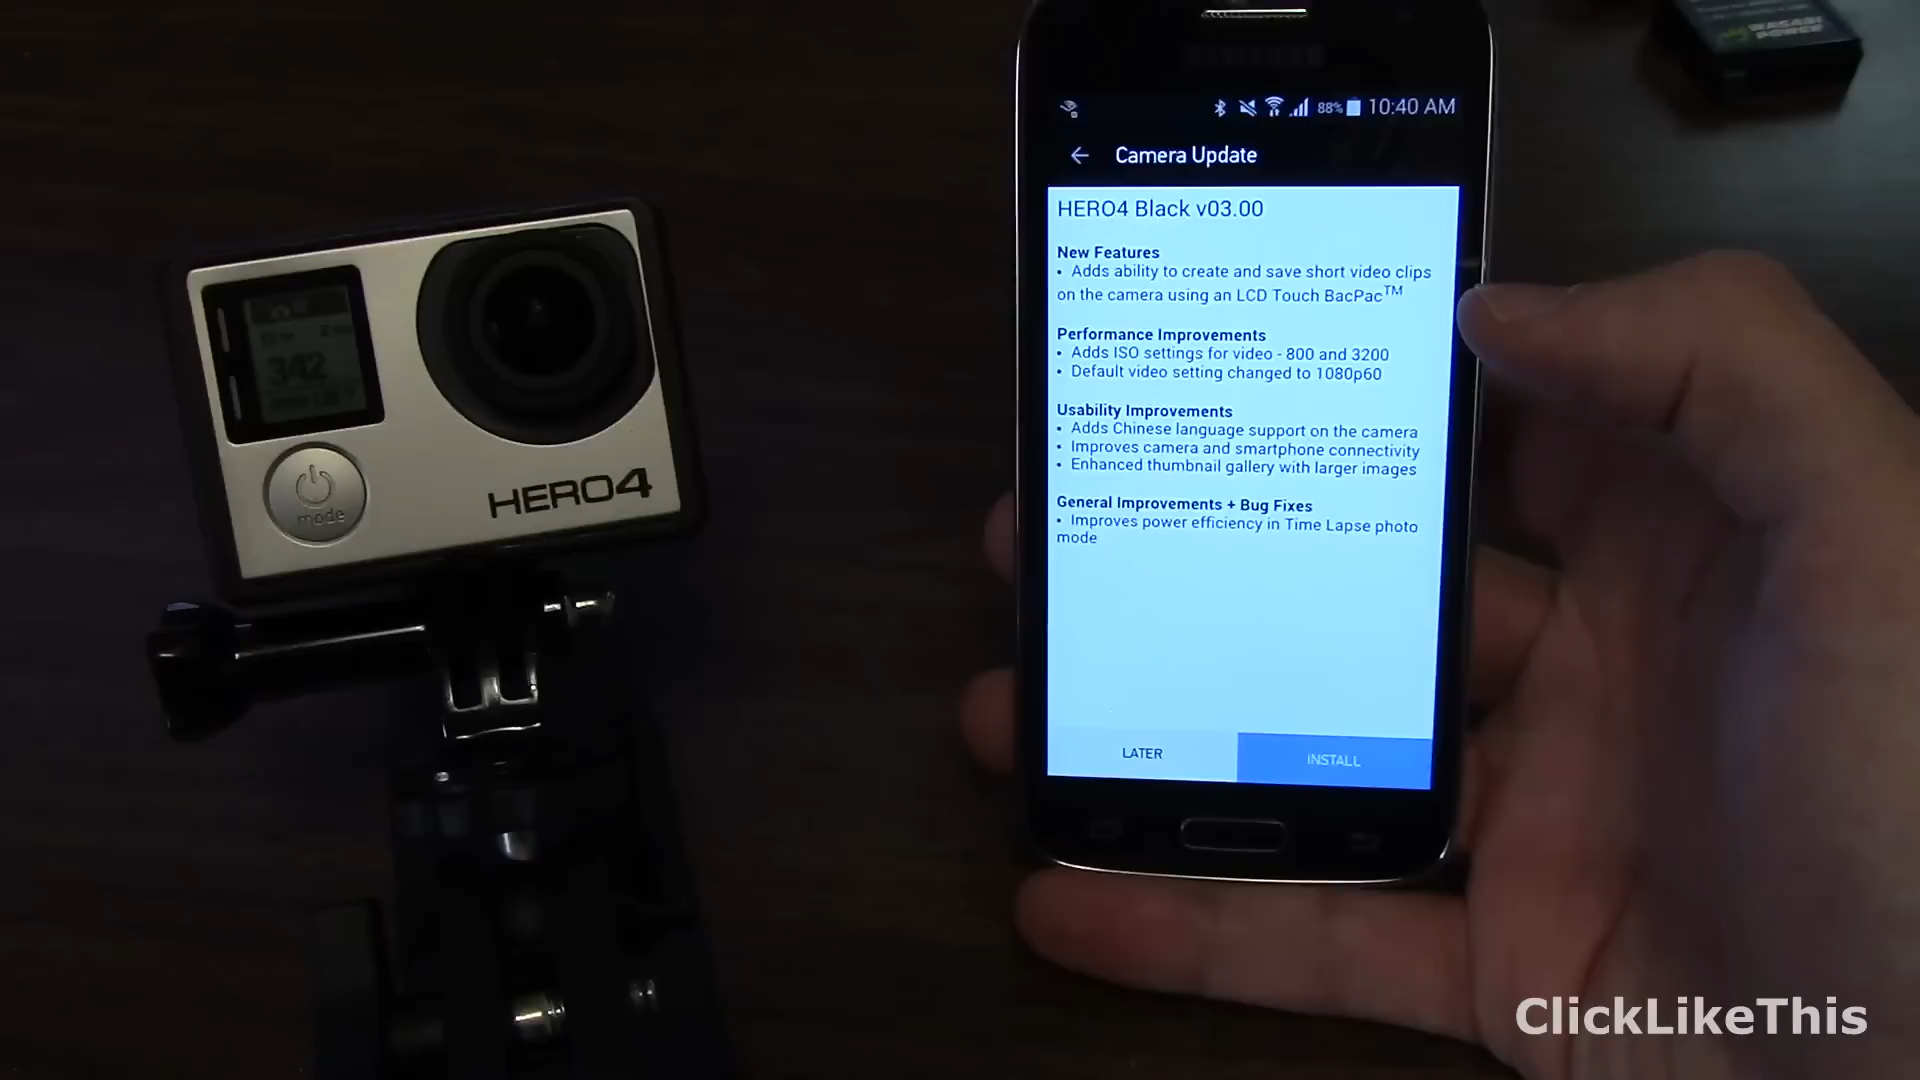 SAMSUNG
WASABI
POWER
88% 10:40 AM
Camera Update
HERO4 Black v03.00
New Features
• Adds ability to create and save short video clips
on the camera using an LCD Touch BacPac™
Performance Improvements
• Adds ISO settings for video - 800 and 3200
• Default video setting changed to 1080p60
Usability Improvements
• Adds Chinese language support on the camera
• Improves camera and smartphone connectivity
• Enhanced thumbnail gallery with larger images
General Improvements + Bug Fixes
• Improves power efficiency in Time Lapse photo
mode
LATER INSTALL
342
mode
HERO4
ClickLikeThis